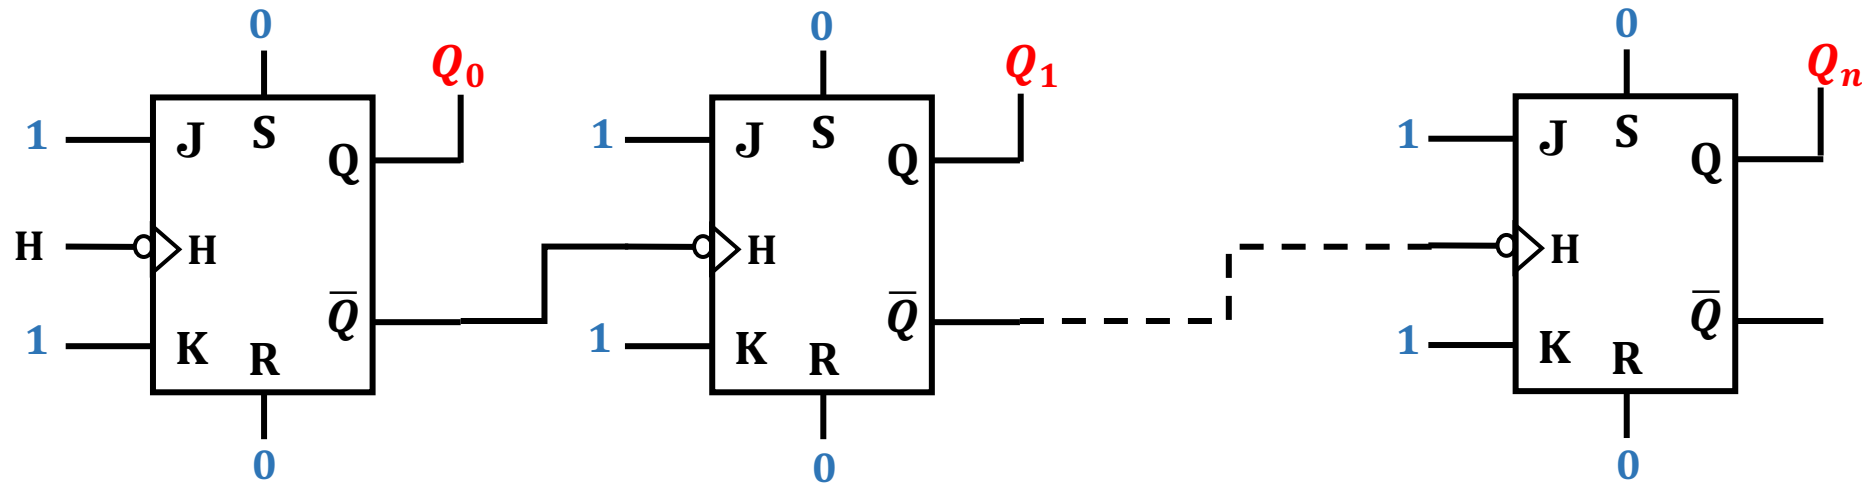 0 0 0
Q₀ Q₁ Qₙ
1 J S Q 1 J S Q 1 J S Q
H H H H
1 K R Q̅ 1 K R Q̅ 1 K R Q̅
0 0 0